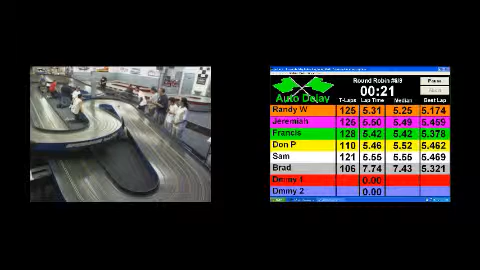 Round Robin #6/8
Pause
00:21
Auto Delay
T-Laps Lap Time Median Best Lap
Randy W 125 5.31 5.25 5.174
Jeremiah 126 5.50 5.49 5.459
Francis 128 5.42 5.42 5.378
Don P 110 5.46 5.52 5.462
Sam 121 5.55 5.55 5.469
Brad 106 7.74 7.43 5.321
Dmmy 1 0.00
Dmmy 2 0.00